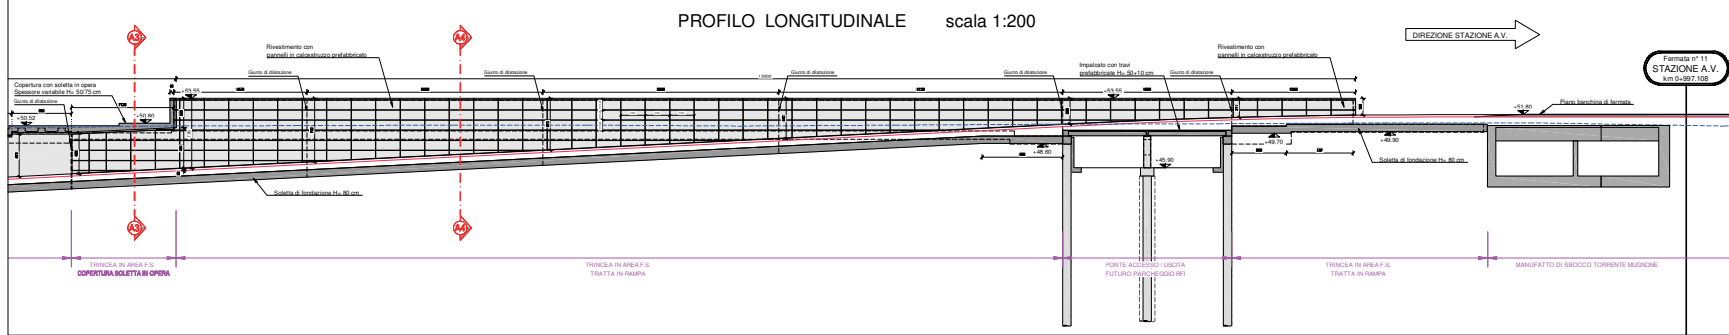 PROFILO LONGITUDINALE scala 1:200
DIREZIONE STAZIONE A.V.
Fermata n° 11
STAZIONE A.V.
km 0+997.108
A3
A4
Rivestimento con
pannelli in calcestruzzo prefabbricato
Rivestimento con
pannelli in calcestruzzo prefabbricato
Impalcato con travi
prefabbricate H= 50+10 cm
Copertura con soletta in opera
Spessore variabile H= 50/75 cm
Giunto di dilatazione
Giunto di dilatazione
Giunto di dilatazione
Giunto di dilatazione
Giunto di dilatazione
Giunto di dilatazione
+53.55
+53.55
+50.52
+50.80
+51.80
Piano banchina di fermata
+48.60
+45.90
+49.70
+49.90
Soletta di fondazione H= 80 cm
Soletta di fondazione H= 80 cm
A3
A4
TRINCEA IN AREA F.S.
COPERTURA SOLETTA IN OPERA
TRINCEA IN AREA F.S.
TRATTA IN RAMPA
PONTE ACCESSO / USCITA
FUTURO PARCHEGGIO RFI
TRINCEA IN AREA F.S.
TRATTA IN RAMPA
MANUFATTO DI SBOCCO TORRENTE MUGNONE